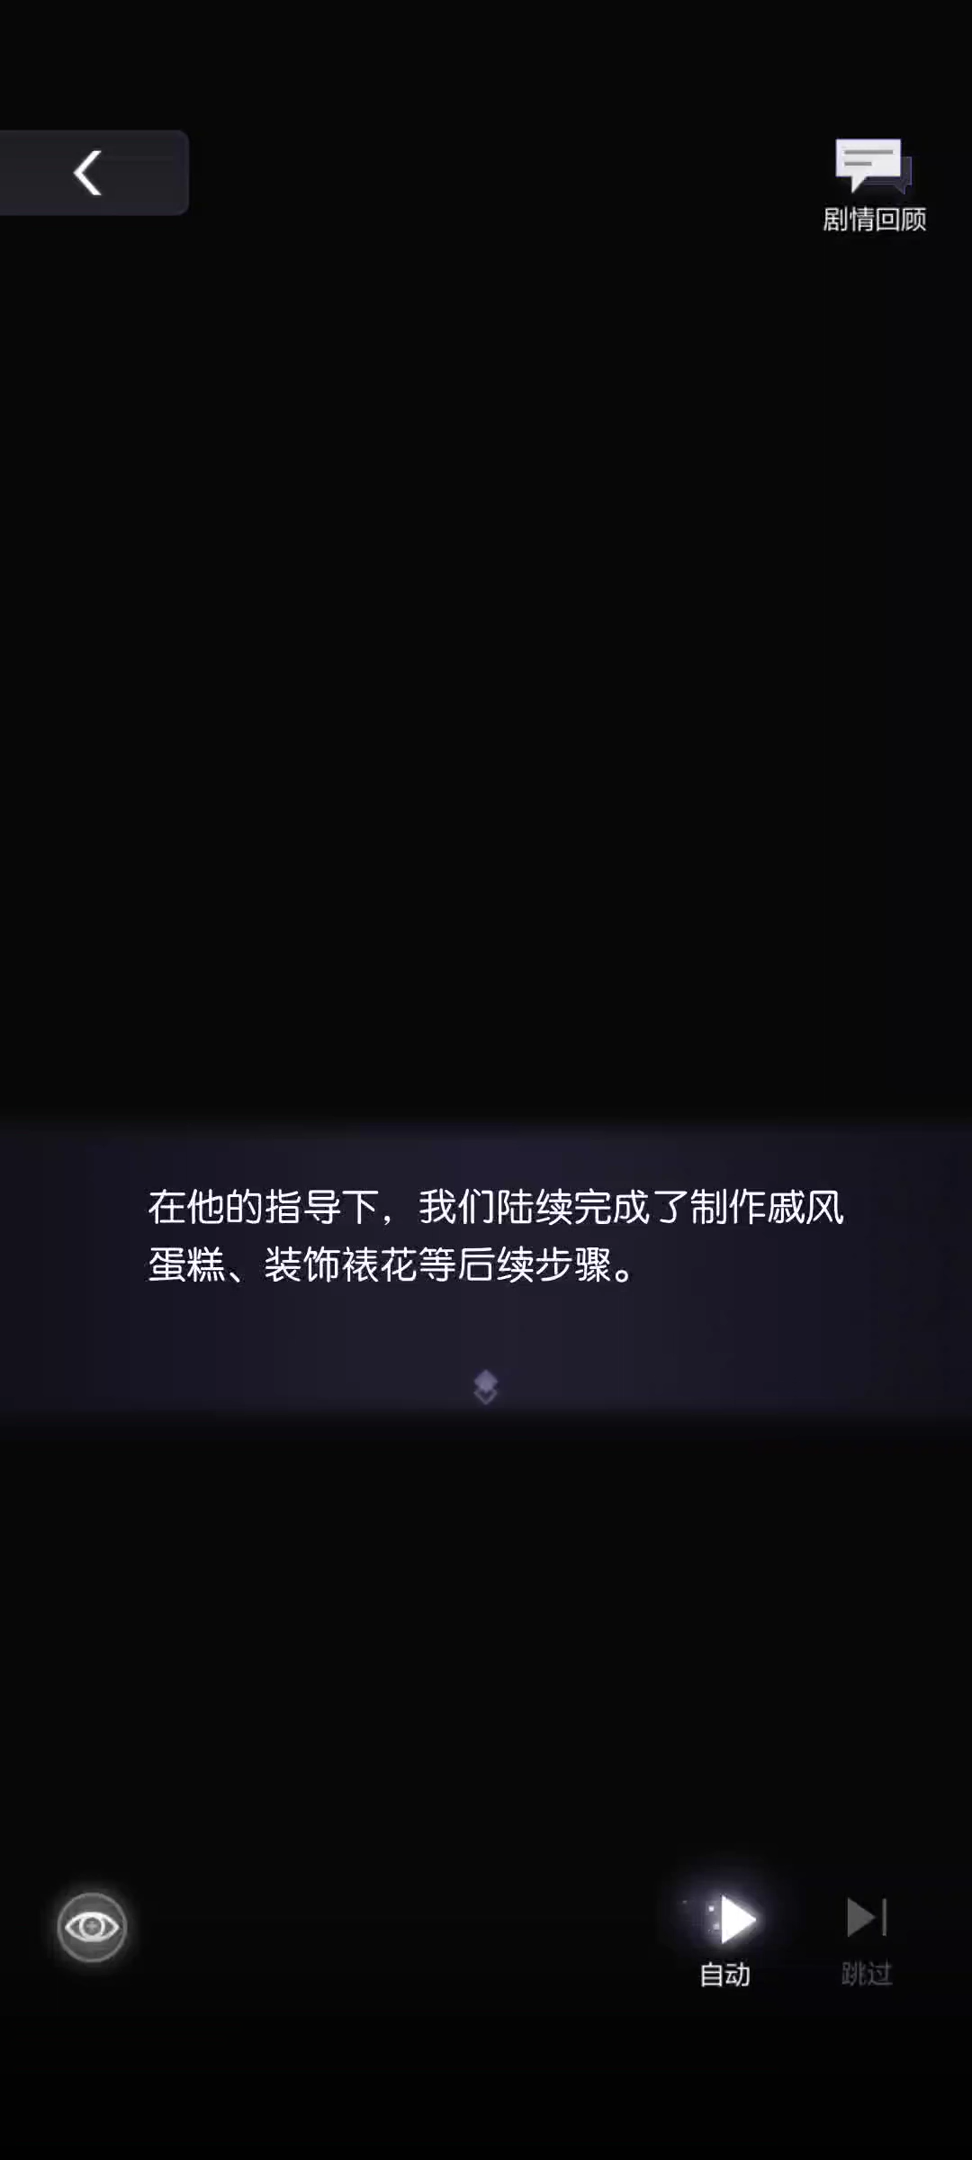 剧情回顾
在他的指导下，我们陆续完成了制作戚风
蛋糕、装饰裱花等后续步骤。
自动
跳过